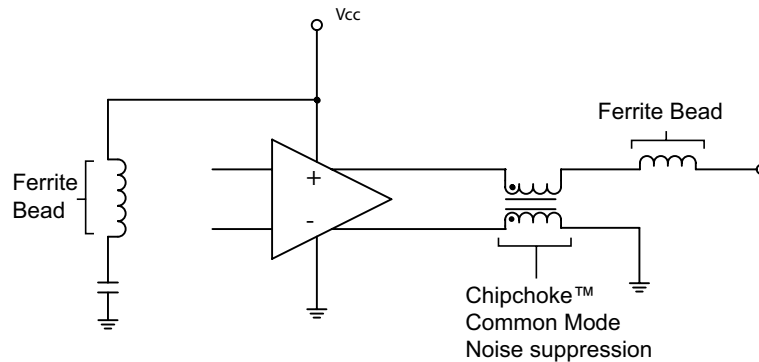 Vcc
Ferrite Bead
Ferrite
Bead
+
-
Chipchoke™
Common Mode
Noise suppression